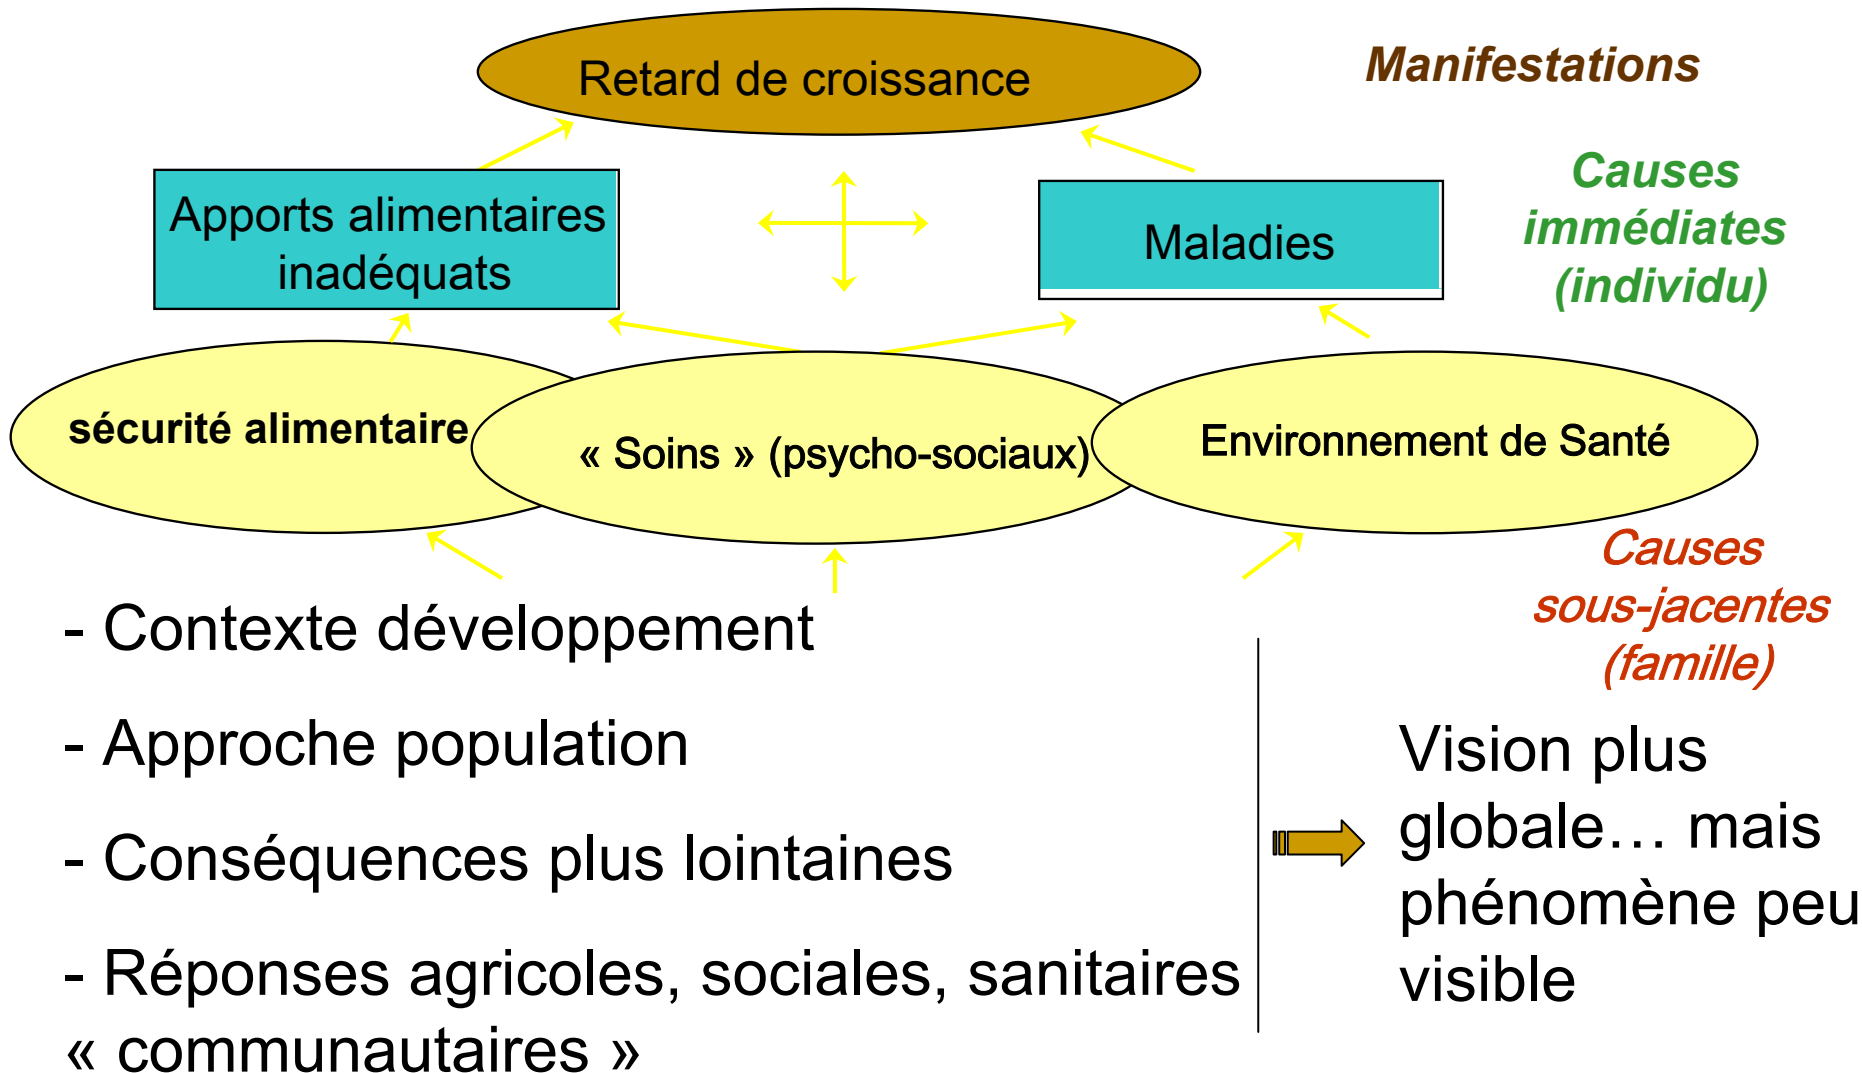 Retard de croissance
Manifestations
Apports alimentaires
inadéquats
Maladies
Causes
immédiates
(individu)
sécurité alimentaire
« Soins » (psycho-sociaux)
Environnement de Santé
Causes
sous-jacentes
(famille)
- Contexte développement
- Approche population
- Conséquences plus lointaines
- Réponses agricoles, sociales, sanitaires
« communautaires »
Vision plus
globale… mais
phénomène peu
visible